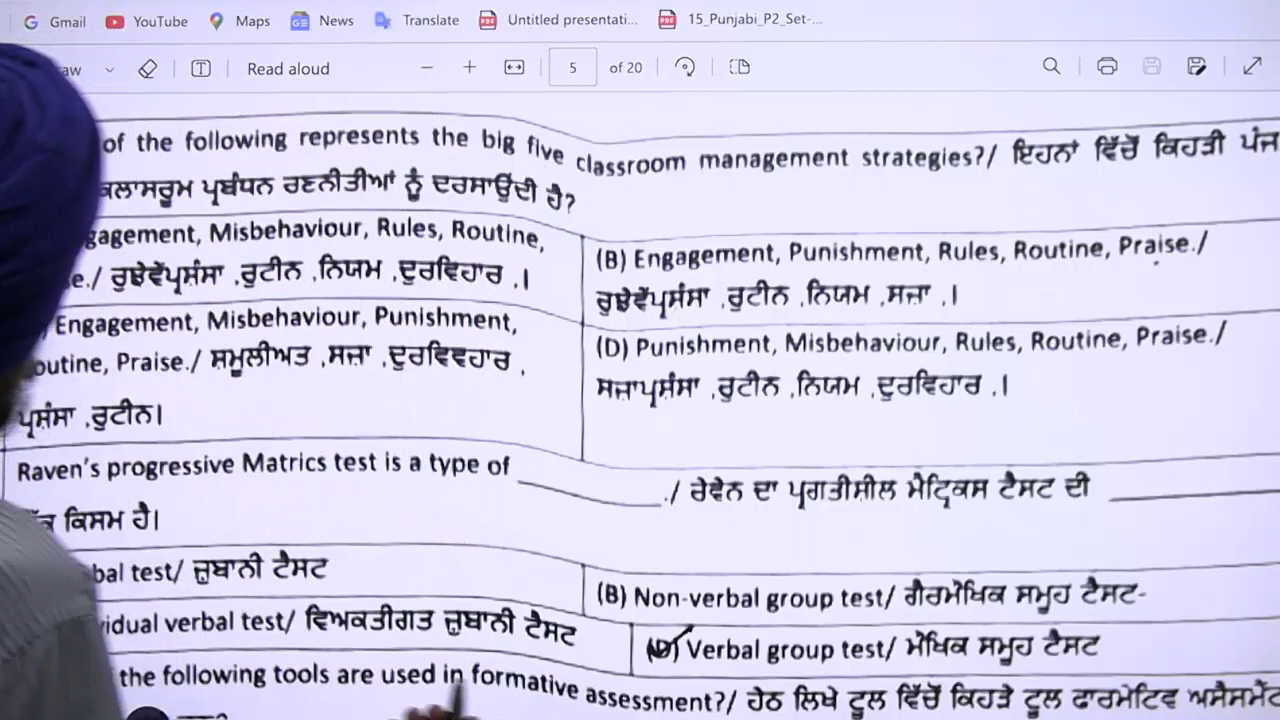 Gmail YouTube Maps News Translate Untitled presentati... 15_Punjabi_P2_Set-...
aw Read aloud 5 of 20
of the following represents the big five classroom management strategies?/ ਇਹਨਾਂ ਵਿੱਚੋਂ ਕਿਹੜੀ ਪੰਜ
ਕਲਾਸਰੂਮ ਪ੍ਰਬੰਧਨ ਰਣਨੀਤੀਆਂ ਨੂੰ ਦਰਸਾਉਂਦੀ ਹੈ?
gagement, Misbehaviour, Rules, Routine,
e./ ਰੁਝੇਵੇਂਪ੍ਰਸ਼ੰਸਾ ,ਰੁਟੀਨ ,ਨਿਯਮ ,ਦੁਰਵਿਹਾਰ ,।
(B) Engagement, Punishment, Rules, Routine, Praise./
ਰੁਝੇਵੇਂਪ੍ਰਸ਼ੰਸਾ ,ਰੁਟੀਨ ,ਨਿਯਮ ,ਸਜ਼ਾ ,।
Engagement, Misbehaviour, Punishment,
outine, Praise./ ਸ਼ਮੂਲੀਅਤ ,ਸਜ਼ਾ ,ਦੁਰਵਿਵਹਾਰ ,
ਪ੍ਰਸ਼ੰਸਾ ,ਰੁਟੀਨ।
(D) Punishment, Misbehaviour, Rules, Routine, Praise./
ਸਜ਼ਾਪ੍ਰਸ਼ੰਸਾ ,ਰੁਟੀਨ ,ਨਿਯਮ ,ਦੁਰਵਿਹਾਰ ,।
Raven's progressive Matrics test is a type of ____________./ ਰੇਵੇਨ ਦਾ ਪ੍ਰਗਤੀਸ਼ੀਲ ਮੈਟ੍ਰਿਕਸ ਟੈਸਟ ਦੀ ____________
ਕਿਸਮ ਹੈ।
bal test/ ਜ਼ੁਬਾਨੀ ਟੈਸਟ
(B) Non-verbal group test/ ਗੈਰਮੌਖਿਕ ਸਮੂਹ ਟੈਸਟ-
vidual verbal test/ ਵਿਅਕਤੀਗਤ ਜ਼ੁਬਾਨੀ ਟੈਸਟ
(D) Verbal group test/ ਮੌਖਿਕ ਸਮੂਹ ਟੈਸਟ
the following tools are used in formative assessment?/ ਹੇਠ ਲਿਖੇ ਟੂਲ ਵਿੱਚੋਂ ਕਿਹੜੇ ਟੂਲ ਫਾਰਮੇਟਿਵ ਅਸੈਸਮੈਂਟ